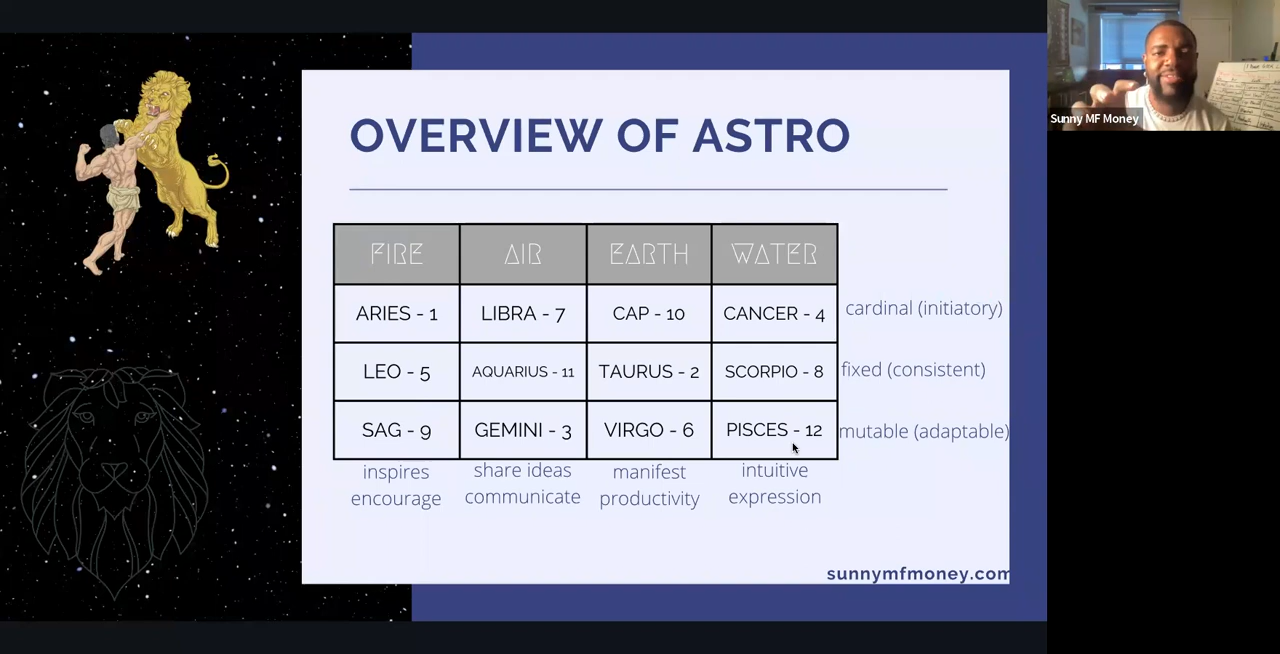 OVERVIEW OF ASTRO
FIRE AIR EARTH WATER
ARIES - 1 LIBRA - 7 CAP - 10 CANCER - 4 cardinal (initiatory)
LEO - 5 AQUARIUS - 11 TAURUS - 2 SCORPIO - 8 fixed (consistent)
SAG - 9 GEMINI - 3 VIRGO - 6 PISCES - 12 mutable (adaptable)
inspires share ideas manifest intuitive
encourage communicate productivity expression
sunnymfmoney.com
Sunny MF Money